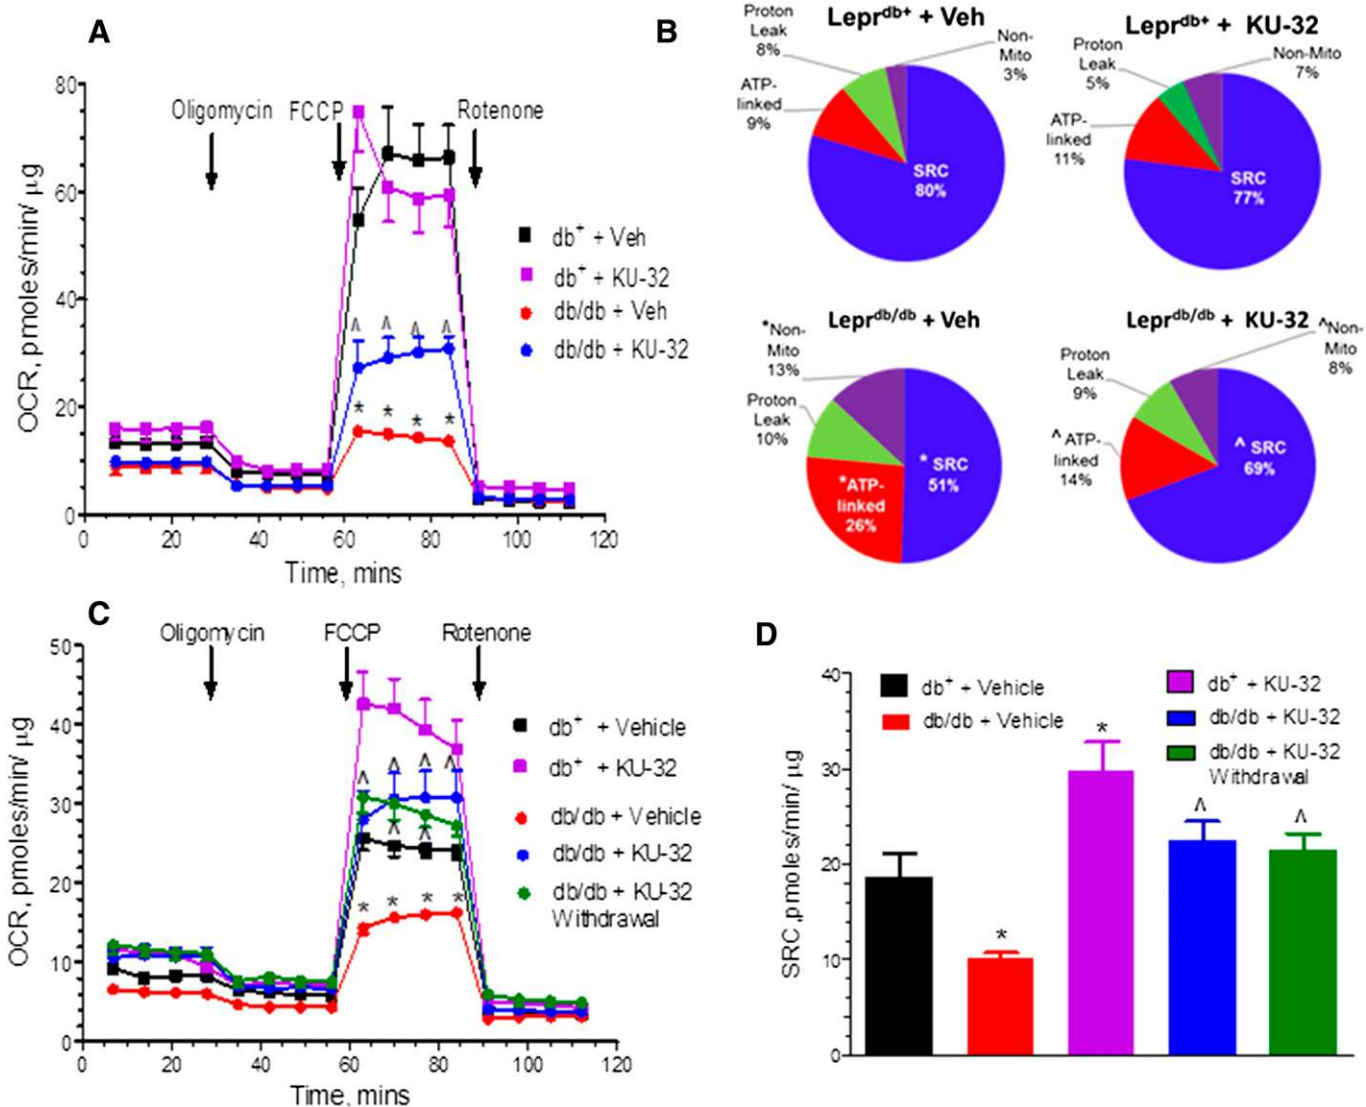 A
80
60
40
20
0
0 20 40 60 80 100 120
OCR, pmoles/min/ μg
Time, mins
Oligomycin
FCCP
Rotenone
^ ^ ^ ^
* * * *
db+ + Veh
db+ + KU-32
db/db + Veh
db/db + KU-32
B
Leprdb+ + Veh
Proton
Leak
8%
Non-
Mito
3%
ATP-
linked
9%
SRC
80%
Leprdb+ + KU-32
Proton
Leak
5%
Non-Mito
7%
ATP-
linked
11%
SRC
77%
Leprdb/db + Veh
*Non-
Mito
13%
Proton
Leak
10%
*ATP-
linked
26%
* SRC
51%
Leprdb/db + KU-32
^Non-
Mito
8%
Proton
Leak
9%
^ ATP-
linked
14%
^ SRC
69%
C
50
40
30
20
10
0
0 20 40 60 80 100 120
OCR, pmoles/min/ μg
Time, mins
Oligomycin
FCCP
Rotenone
^ ^ ^ ^
^ ^
* * * *
db+ + Vehicle
db+ + KU-32
db/db + Vehicle
db/db + KU-32
db/db + KU-32
Withdrawal
D
40
30
20
10
0
SRC ,pmoles/min/ μg
db+ + Vehicle
db/db + Vehicle
db+ + KU-32
db/db + KU-32
db/db + KU-32
Withdrawal
* * ^ ^